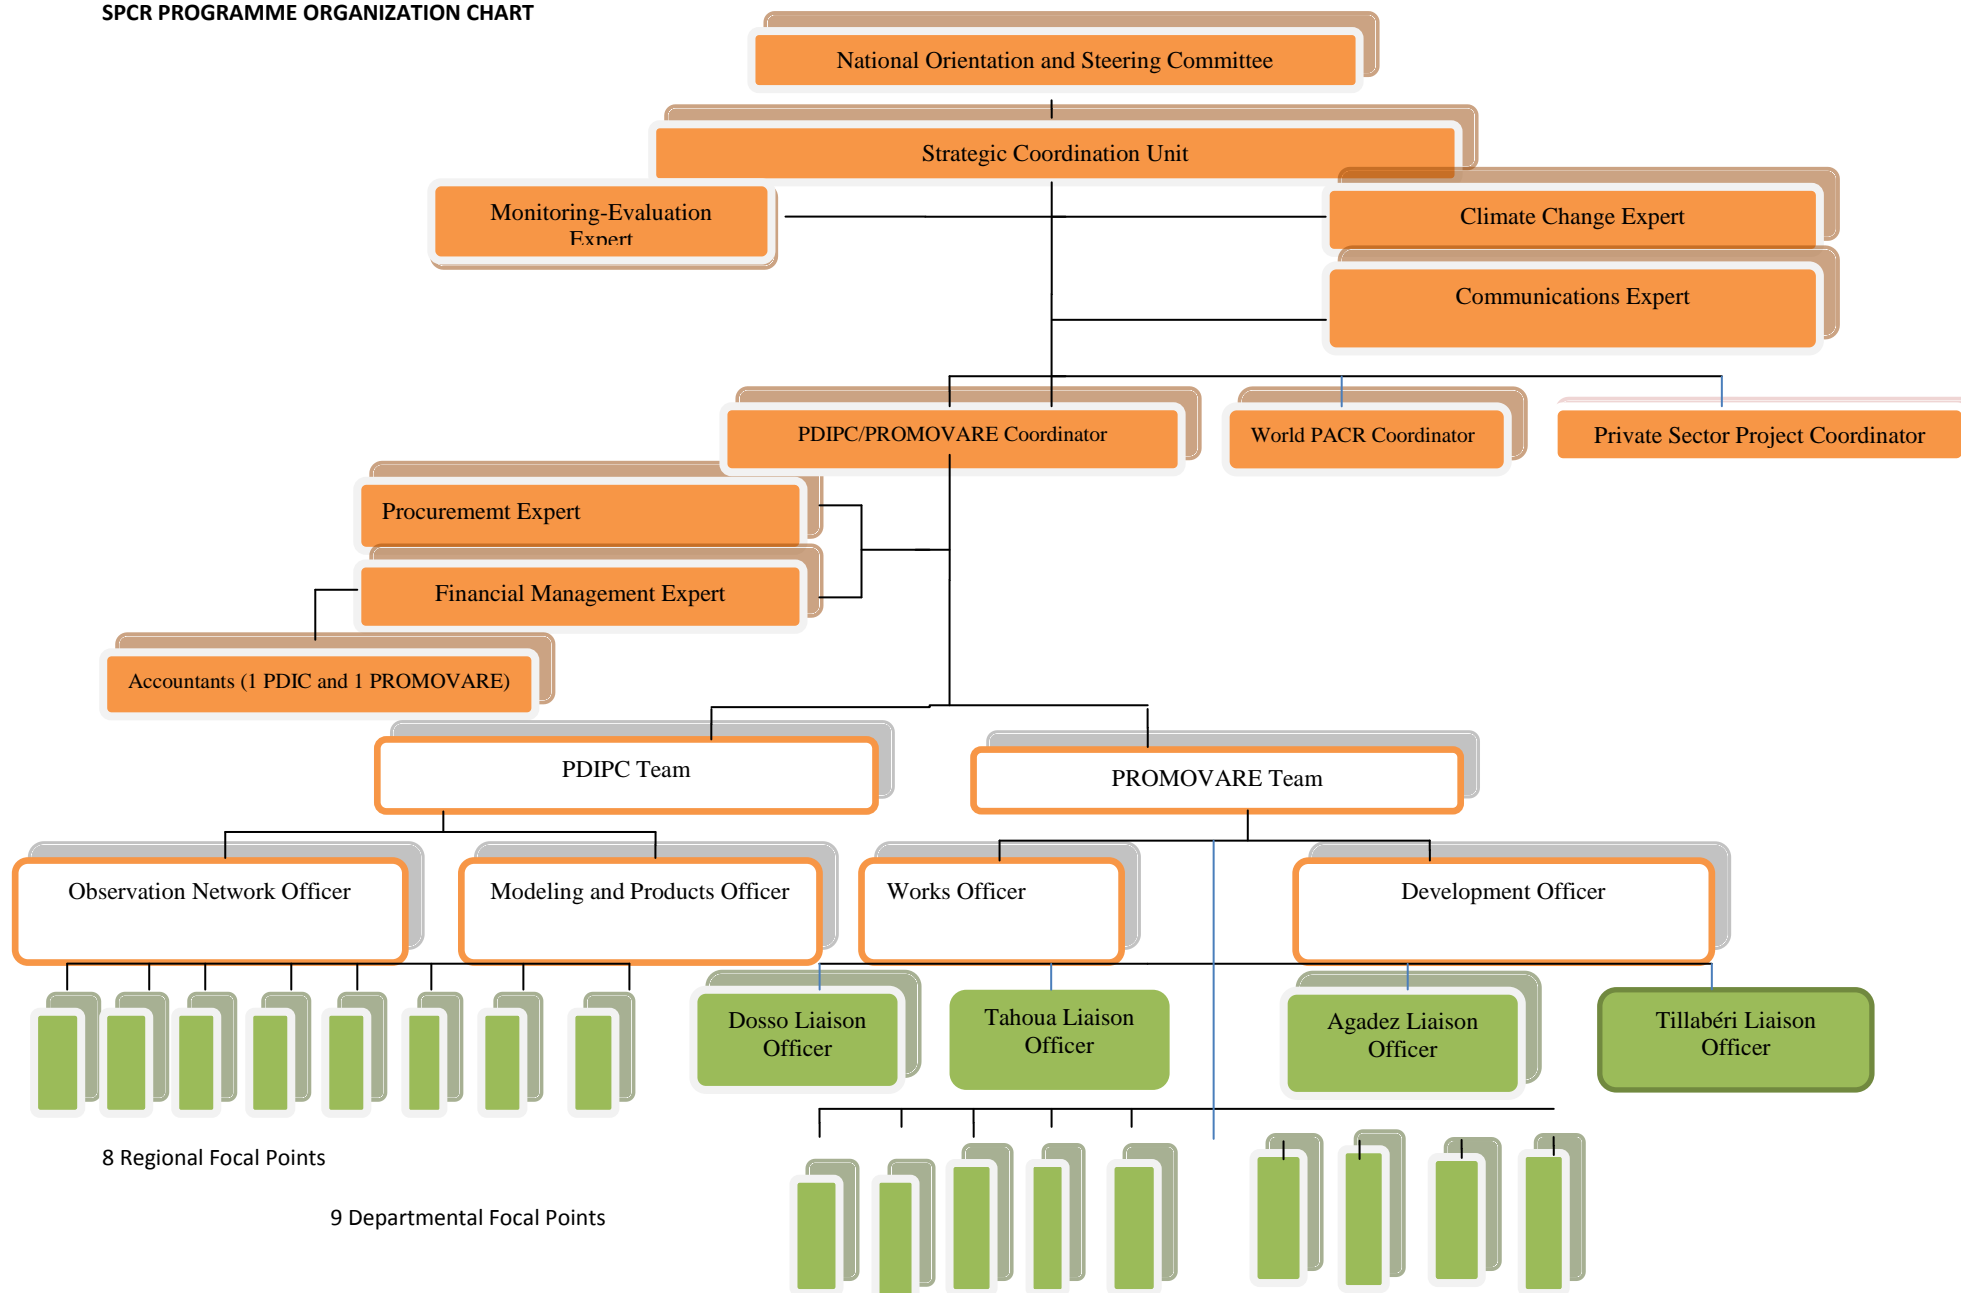 SPCR PROGRAMME ORGANIZATION CHART
National Orientation and Steering Committee
Strategic Coordination Unit
Monitoring-Evaluation
Expert
Climate Change Expert
Communications Expert
PDIPC/PROMOVARE Coordinator
World PACR Coordinator
Private Sector Project Coordinator
Procurememt Expert
Financial Management Expert
Accountants (1 PDIC and 1 PROMOVARE)
PDIPC Team
PROMOVARE Team
Observation Network Officer
Modeling and Products Officer
Works Officer
Development Officer
Dosso Liaison
Officer
Tahoua Liaison
Officer
Agadez Liaison
Officer
Tillabéri Liaison
Officer
8 Regional Focal Points
9 Departmental Focal Points